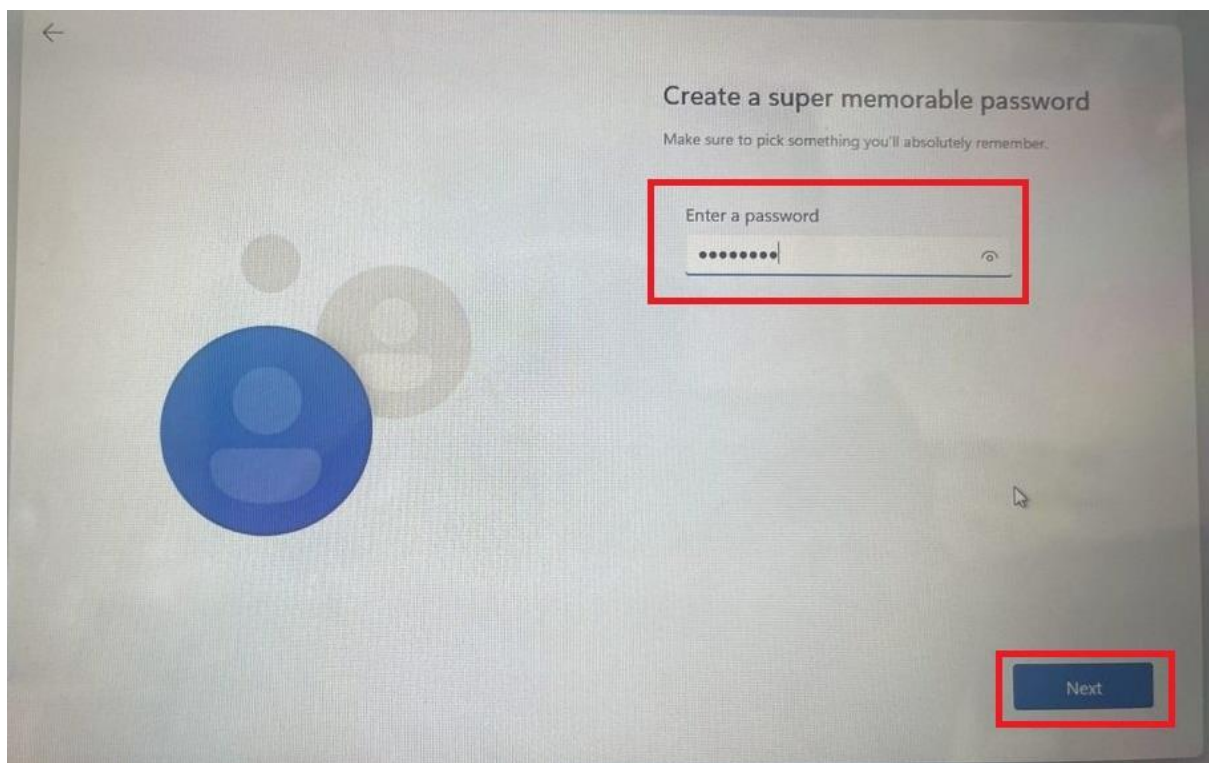 Create a super memorable password
Make sure to pick something you'll absolutely remember.
Enter a password
••••••••
Next